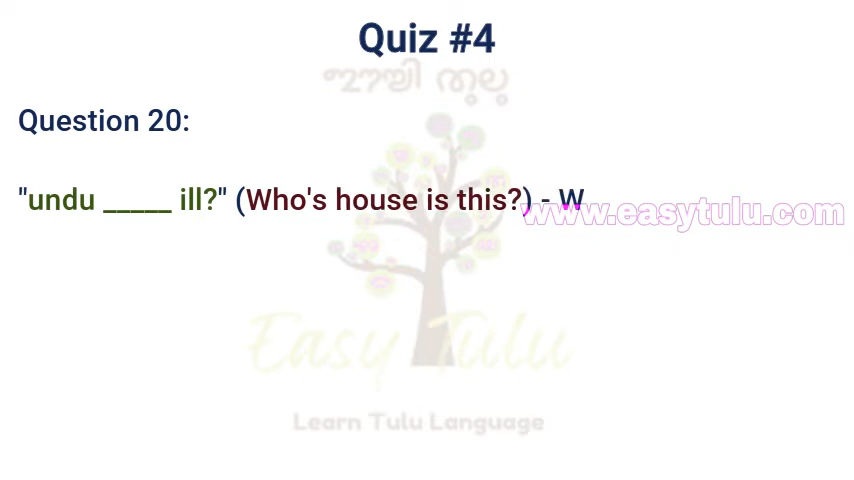 Quiz #4
Question 20:
"undu _____ ill?" (Who's house is this?) - W
www.easytulu.com
Easy Tulu
Learn Tulu Language